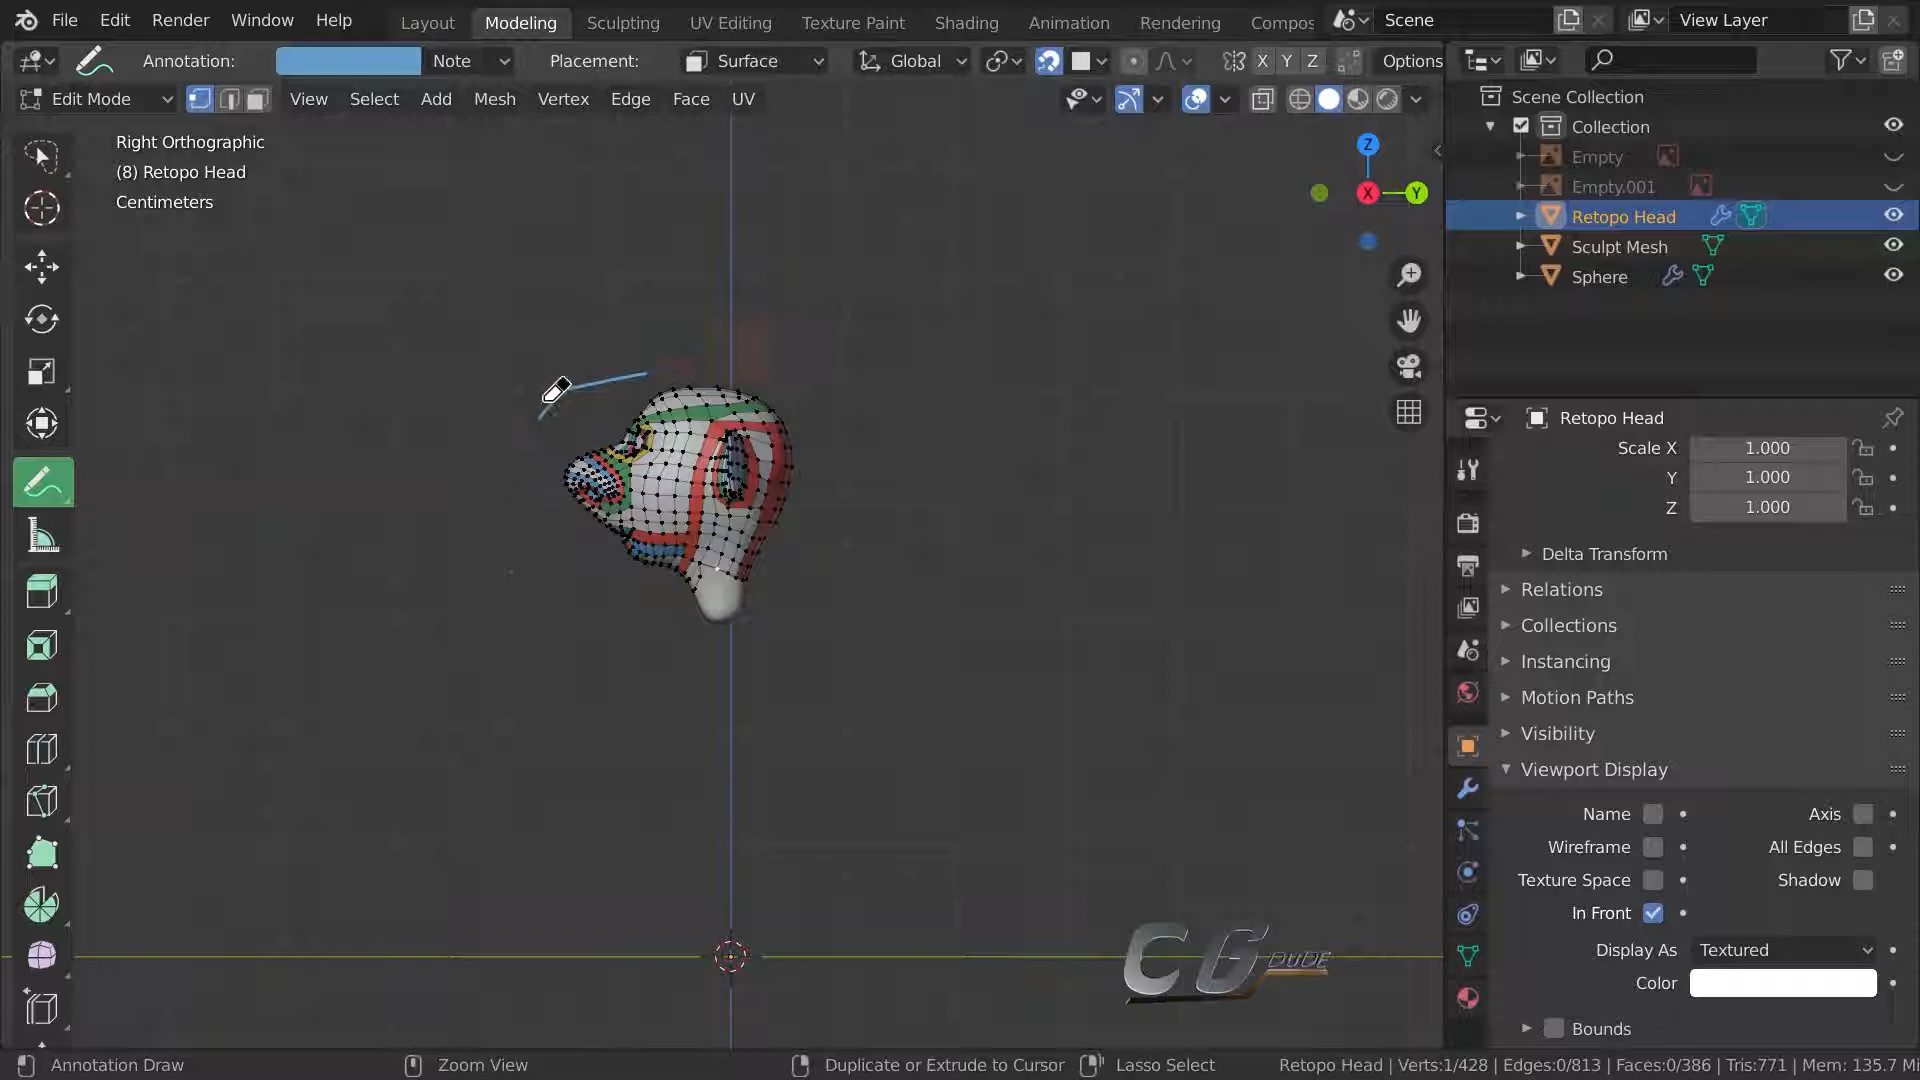 File Edit Render Window Help Layout Modeling Sculpting UV Editing Texture Paint Shading Animation Rendering Compos Scene View Layer
Annotation: Note Placement: Surface Global X Y Z Options
Edit Mode View Select Add Mesh Vertex Edge Face UV
Right Orthographic
(8) Retopo Head
Centimeters
Z
X
Y
Scene Collection
Collection
Empty
Empty.001
Retopo Head
Sculpt Mesh
Sphere
Retopo Head
Scale X 1.000
Y 1.000
Z 1.000
Delta Transform
Relations
Collections
Instancing
Motion Paths
Visibility
Viewport Display
Name Axis
Wireframe All Edges
Texture Space Shadow
In Front
Display As Textured
Color
Bounds
CG DUDE
Annotation Draw Zoom View Duplicate or Extrude to Cursor Lasso Select Retopo Head | Verts:1/428 | Edges:0/813 | Faces:0/386 | Tris:771 | Mem: 135.7 Mi